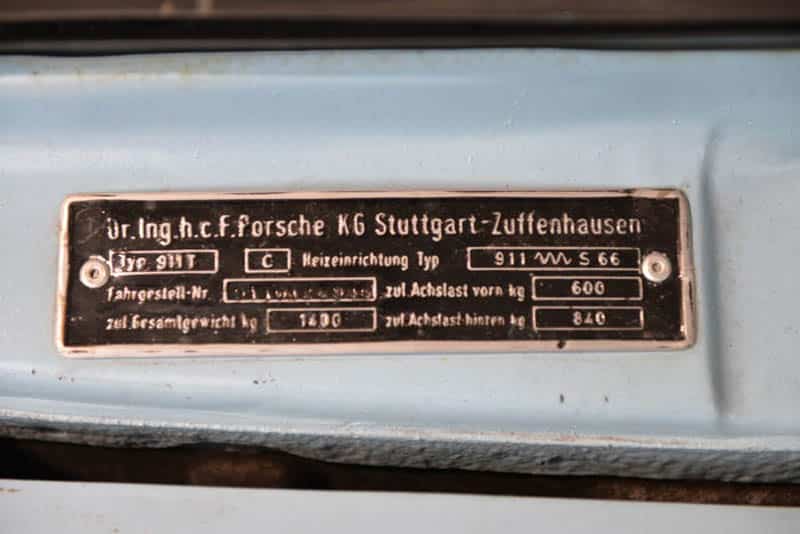 Dr.Ing.h.c.F.Porsche KG Stuttgart-Zuffenhausen
Typ 911T C Heizeinrichtung Typ 911 S 66
Fahrgestell-Nr. zul.Achslast vorn kg 600
zul.Gesamtgewicht kg 1400 zul.Achslast hinten kg 840